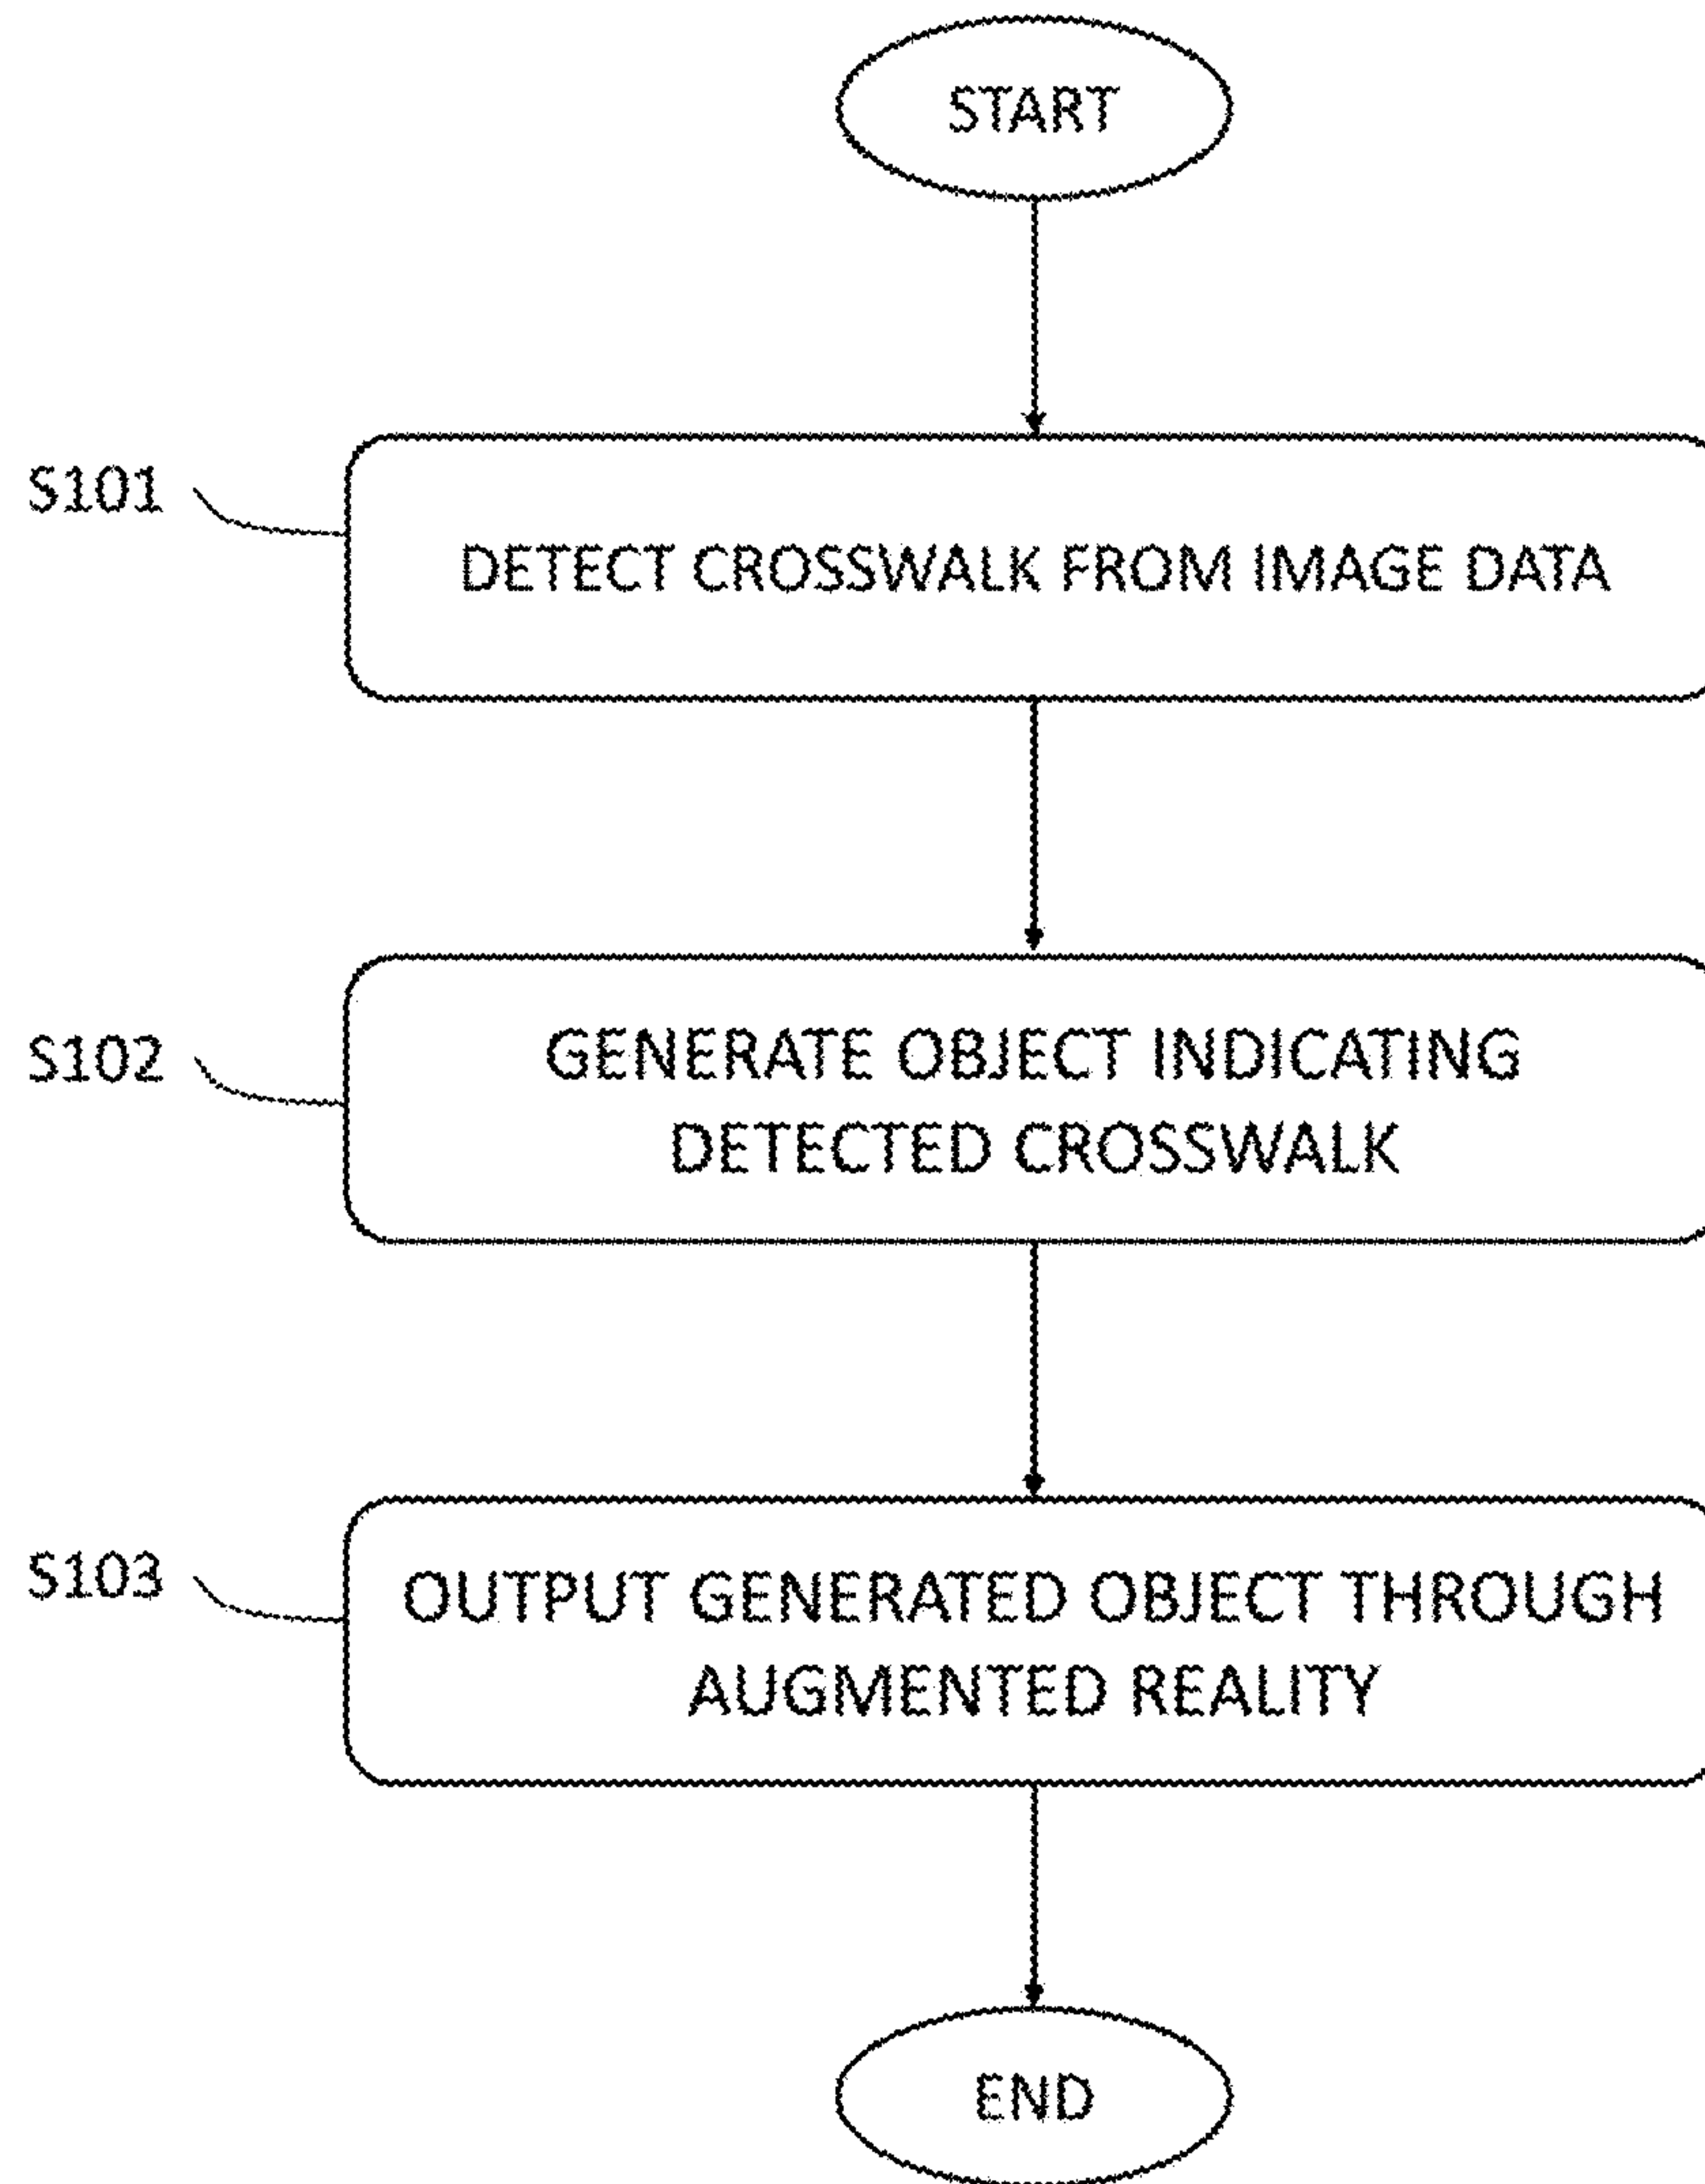 START
S101
DETECT CROSSWALK FROM IMAGE DATA
S102
GENERATE OBJECT INDICATING
DETECTED CROSSWALK
S103
OUTPUT GENERATED OBJECT THROUGH
AUGMENTED REALITY
END